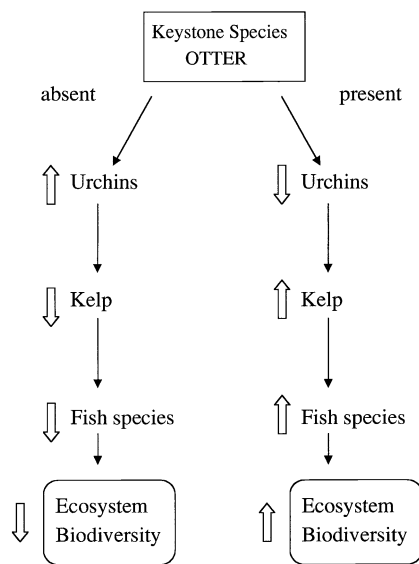 Keystone Species
OTTER
absent
present
Urchins
Urchins
Kelp
Kelp
Fish species
Fish species
Ecosystem
Biodiversity
Ecosystem
Biodiversity